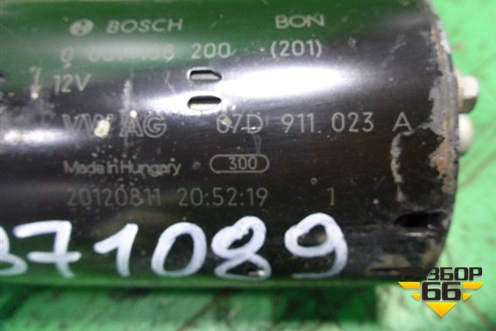 BOSCH BON
200 (201)
12V
VW AG 07D 911 023 A
Made in Hungary 300
20120811 20:52:19 1
371089
РАЗБОР
66